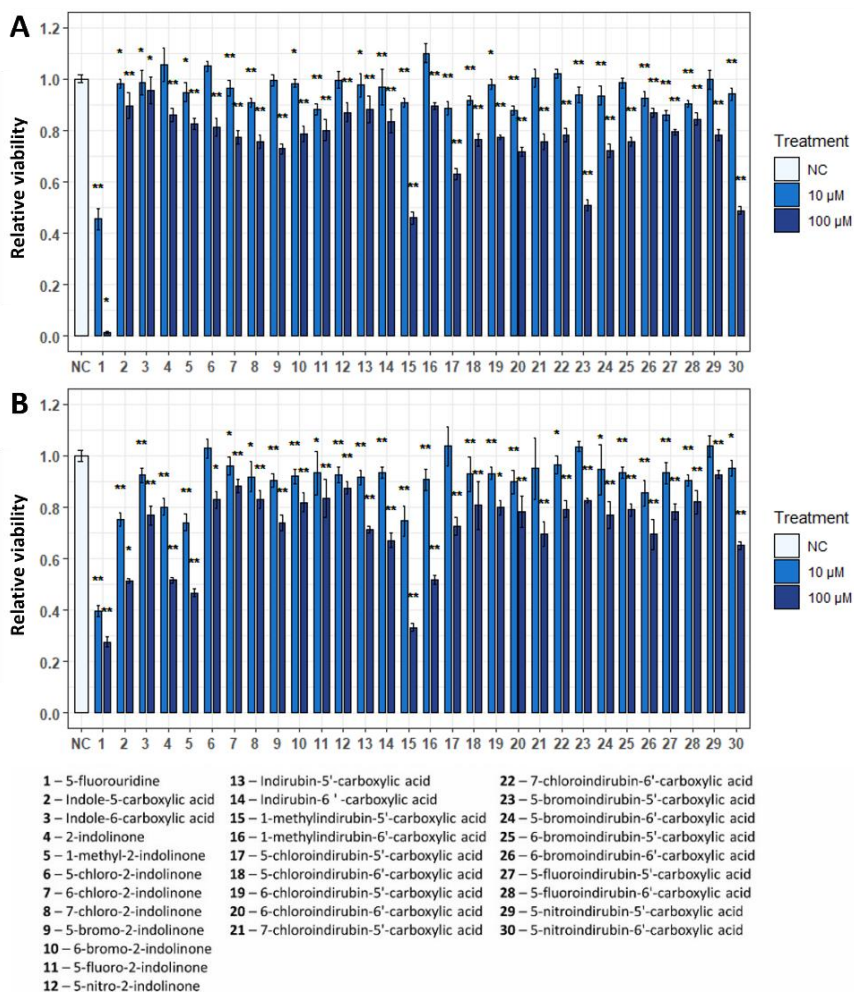 A
Relative viability
1.2
1.0
0.8
0.6
0.4
0.2
0.0
NC 1 2 3 4 5 6 7 8 9 10 11 12 13 14 15 16 17 18 19 20 21 22 23 24 25 26 27 28 29 30
Treatment
NC
10 µM
100 µM
B
Relative viability
1.2
1.0
0.8
0.6
0.4
0.2
0.0
NC 1 2 3 4 5 6 7 8 9 10 11 12 13 14 15 16 17 18 19 20 21 22 23 24 25 26 27 28 29 30
Treatment
NC
10 µM
100 µM
1 – 5-fluorouridine
2 – Indole-5-carboxylic acid
3 – Indole-6-carboxylic acid
4 – 2-indolinone
5 – 1-methyl-2-indolinone
6 – 5-chloro-2-indolinone
7 – 6-chloro-2-indolinone
8 – 7-chloro-2-indolinone
9 – 5-bromo-2-indolinone
10 – 6-bromo-2-indolinone
11 – 5-fluoro-2-indolinone
12 – 5-nitro-2-indolinone
13 – Indirubin-5'-carboxylic acid
14 – Indirubin-6 ' -carboxylic acid
15 – 1-methylindirubin-5'-carboxylic acid
16 – 1-methylindirubin-6'-carboxylic acid
17 – 5-chloroindirubin-5'-carboxylic acid
18 – 5-chloroindirubin-6'-carboxylic acid
19 – 6-chloroindirubin-5'-carboxylic acid
20 – 6-chloroindirubin-6'-carboxylic acid
21 – 7-chloroindirubin-5'-carboxylic acid
22 – 7-chloroindirubin-6'-carboxylic acid
23 – 5-bromoindirubin-5'-carboxylic acid
24 – 5-bromoindirubin-6'-carboxylic acid
25 – 6-bromoindirubin-5'-carboxylic acid
26 – 6-bromoindirubin-6'-carboxylic acid
27 – 5-fluoroindirubin-5'-carboxylic acid
28 – 5-fluoroindirubin-6'-carboxylic acid
29 – 5-nitroindirubin-5'-carboxylic acid
30 – 5-nitroindirubin-6'-carboxylic acid